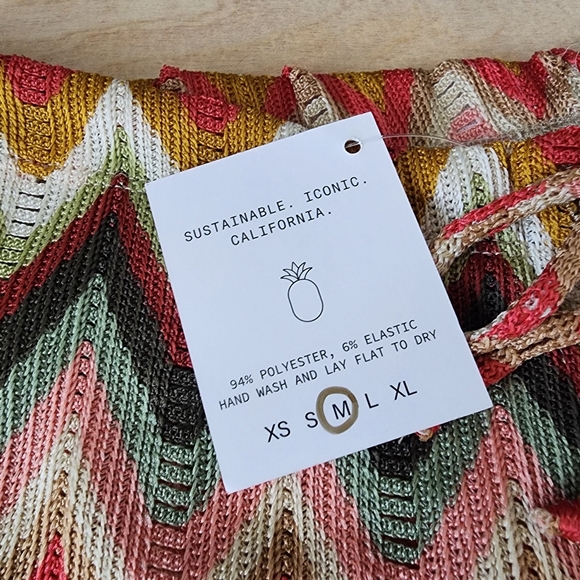 SUSTAINABLE. ICONIC.
CALIFORNIA.
94% POLYESTER, 6% ELASTIC
HAND WASH AND LAY FLAT TO DRY
XS S M L XL